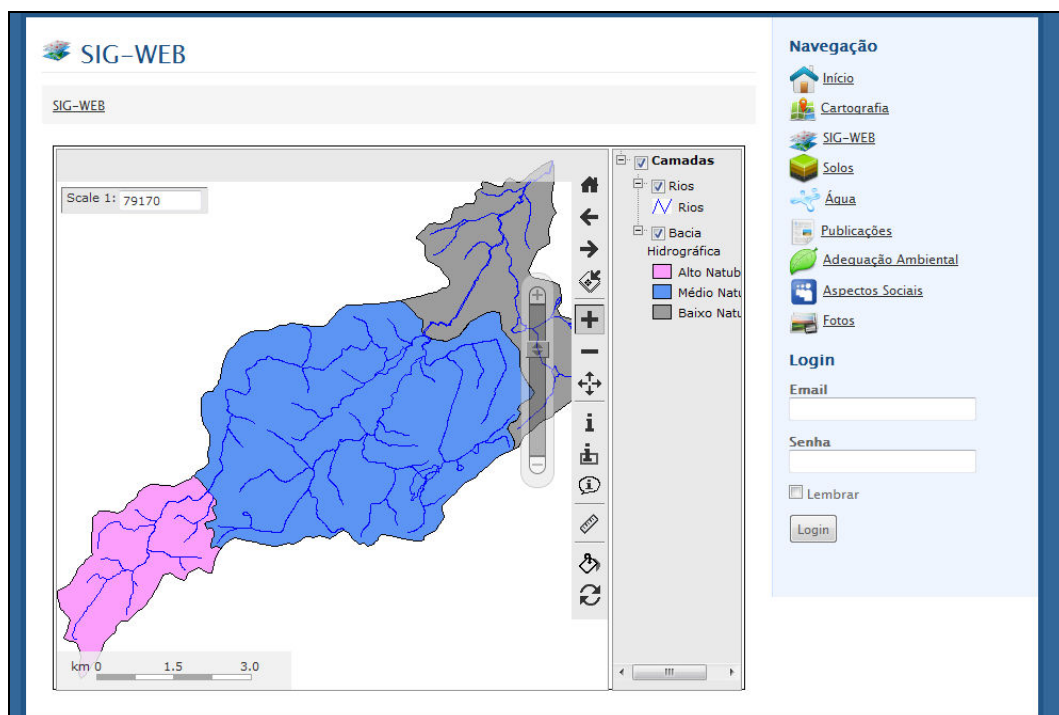 SIG-WEB
SIG-WEB
Scale 1: 79170
km 0 1.5 3.0
Camadas
Rios
Rios
Bacia
Hidrográfica
Alto Natub
Médio Natu
Baixo Natu
Navegação
Início
Cartografia
SIG-WEB
Solos
Água
Publicações
Adequação Ambiental
Aspectos Sociais
Fotos
Login
Email
Senha
Lembrar
Login